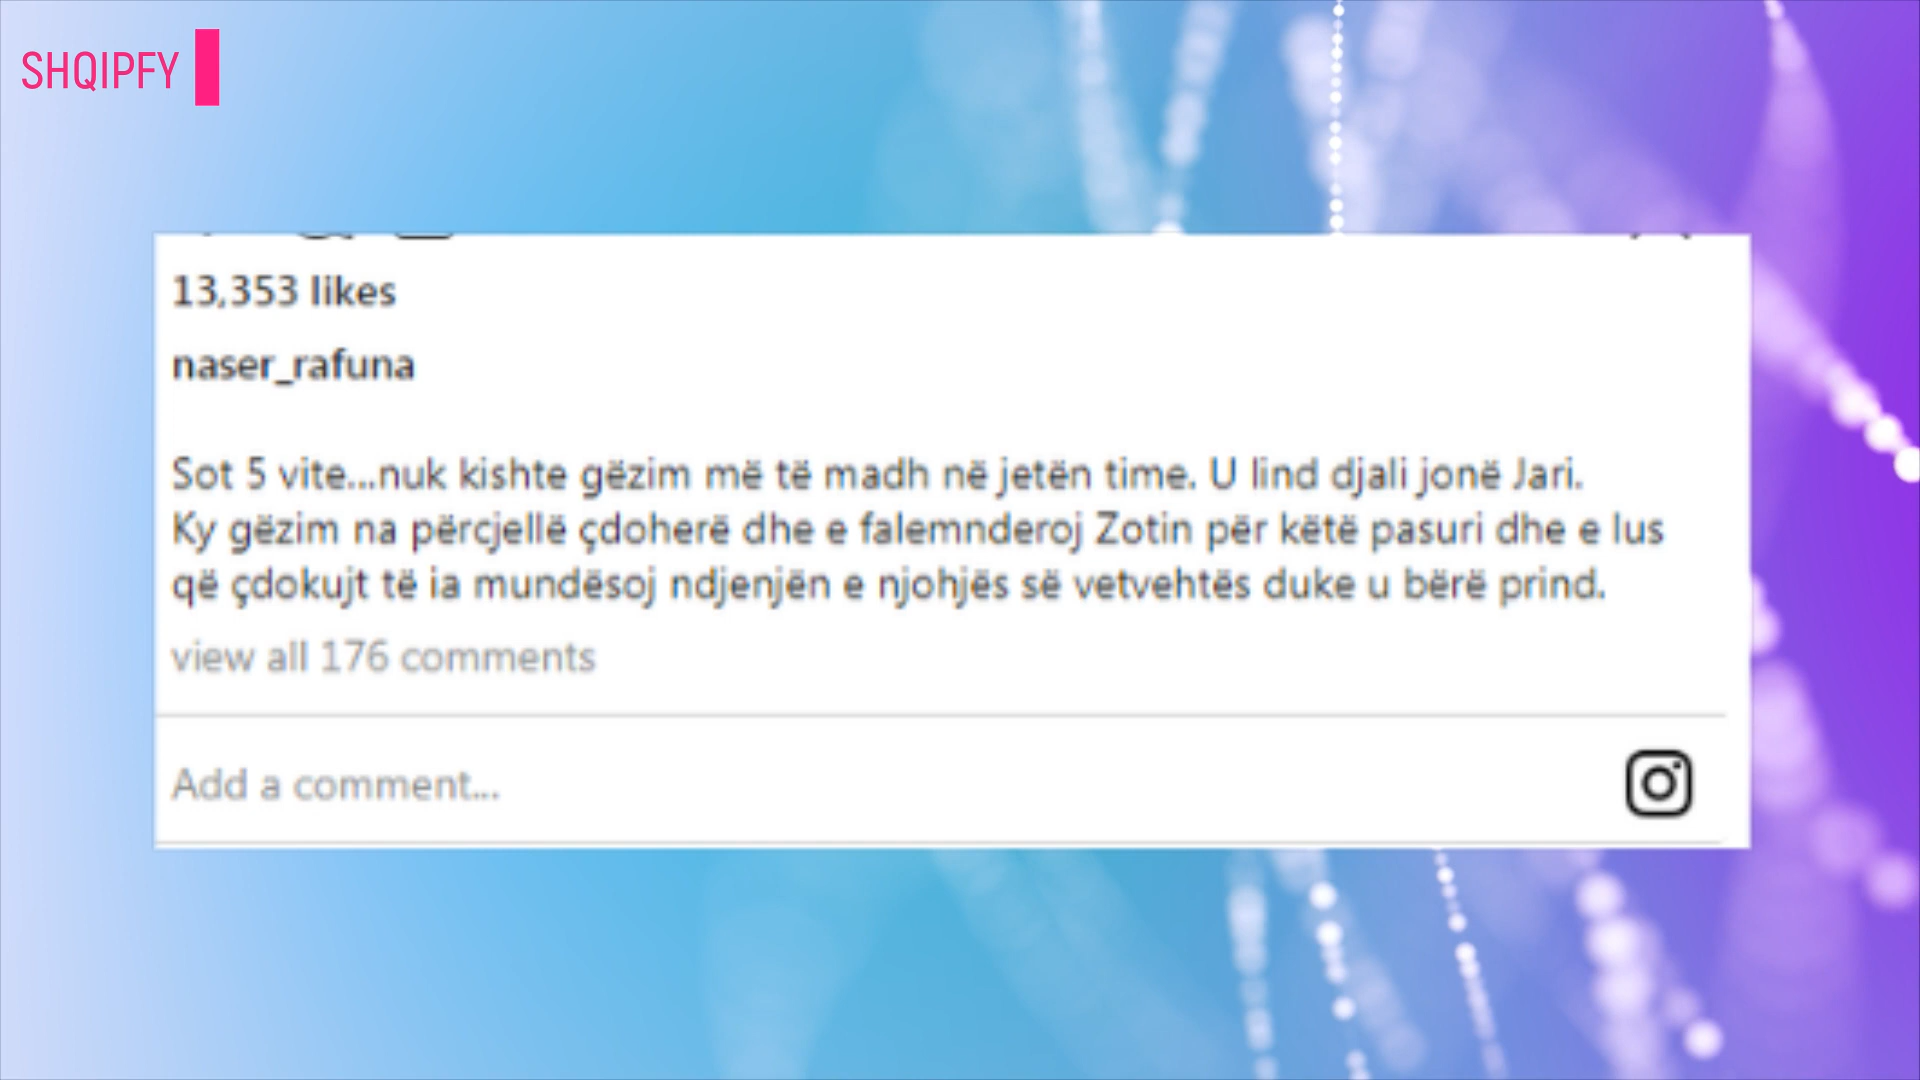 SHQIPFY
13,353 likes
naser_rafuna
Sot 5 vite...nuk kishte gëzim më të madh në jetën time. U lind djali jonë Jari.
Ky gëzim na përcjellë çdoherë dhe e falemnderoj Zotin për këtë pasuri dhe e lus
që çdokujt të ia mundësoj ndjenjën e njohjës së vetvehtës duke u bërë prind.
view all 176 comments
Add a comment...